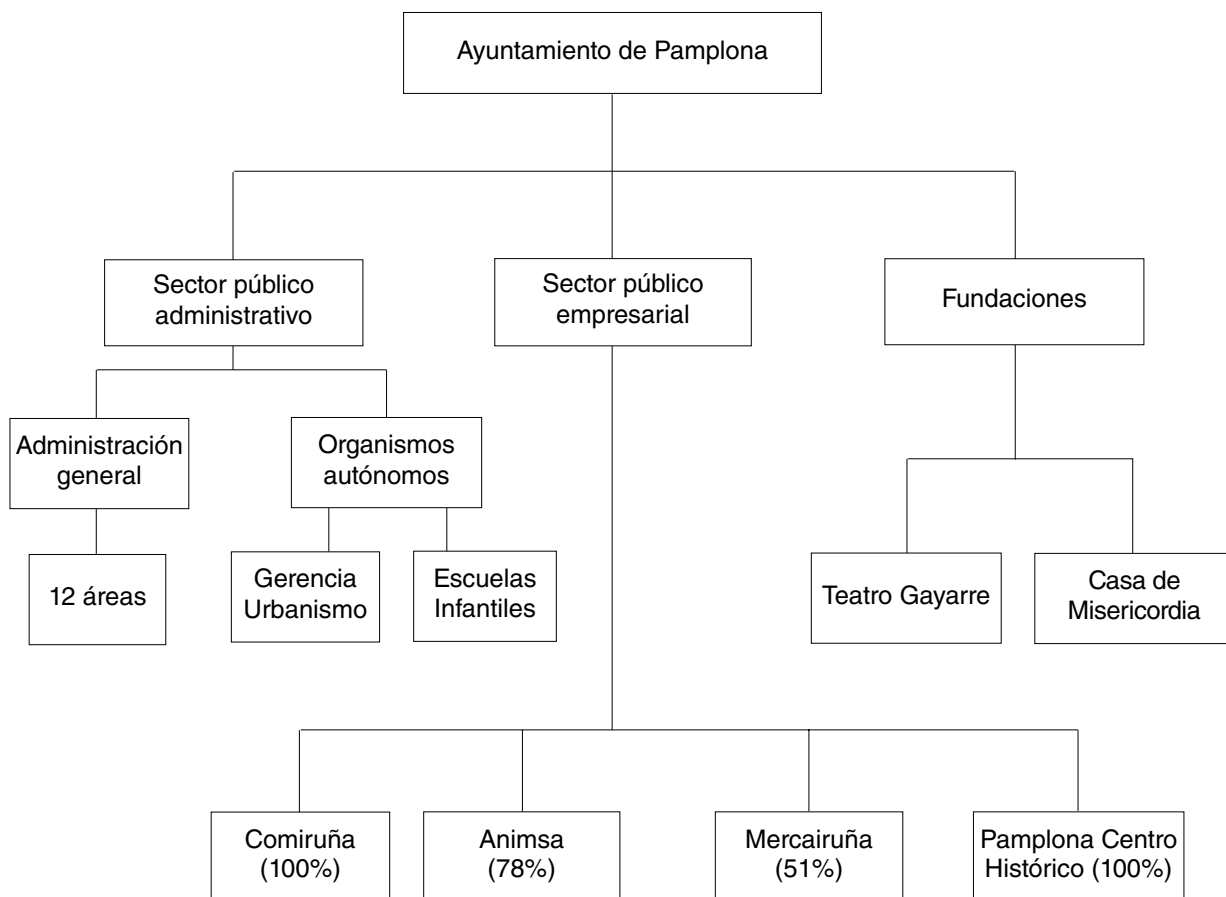 Ayuntamiento de Pamplona
Sector público
administrativo
Sector público
empresarial
Fundaciones
Administración
general
Organismos
autónomos
12 áreas
Gerencia
Urbanismo
Escuelas
Infantiles
Teatro Gayarre
Casa de
Misericordia
Comiruña
(100%)
Animsa
(78%)
Mercairuña
(51%)
Pamplona Centro
Histórico (100%)